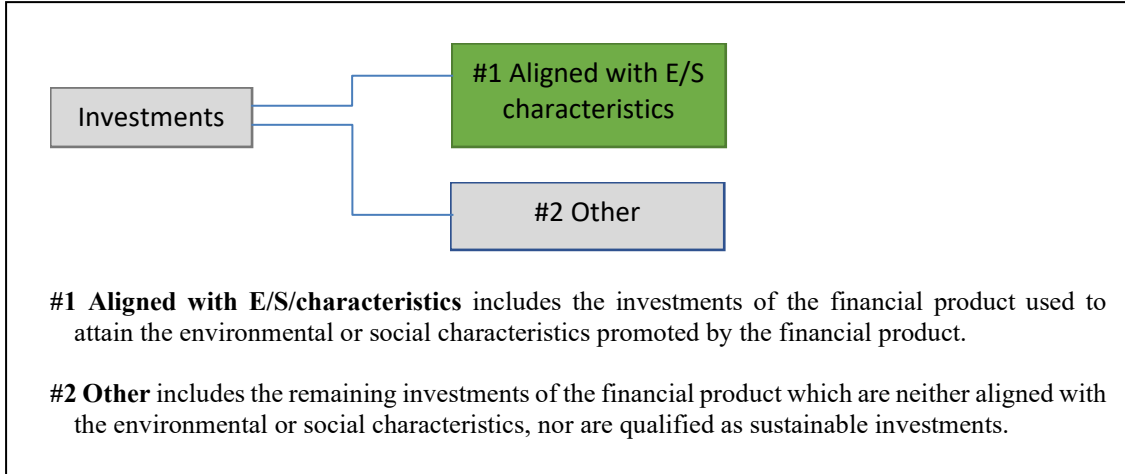 #1 Aligned with E/S
characteristics
Investments
#2 Other
#1 Aligned with E/S/characteristics includes the investments of the financial product used to
attain the environmental or social characteristics promoted by the financial product.
#2 Other includes the remaining investments of the financial product which are neither aligned with
the environmental or social characteristics, nor are qualified as sustainable investments.